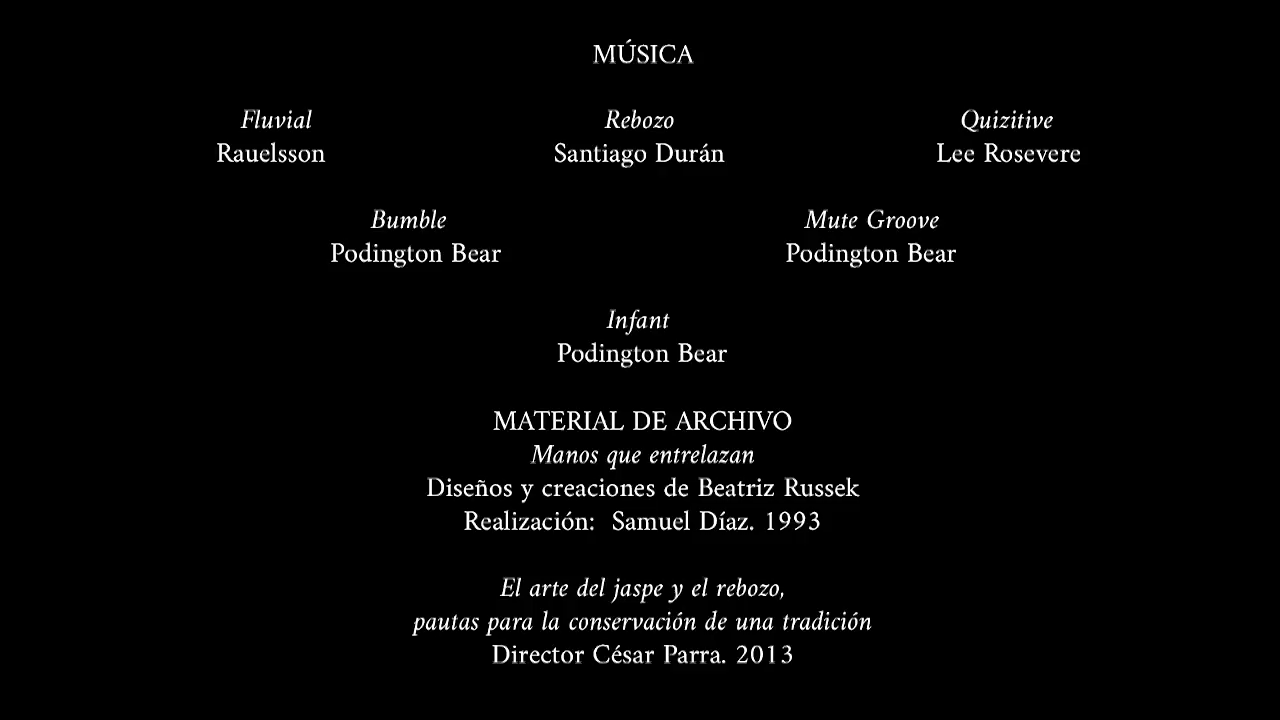 MÚSICA
Fluvial Rebozo Quizitive
Rauelsson Santiago Durán Lee Rosevere
Bumble Mute Groove
Podington Bear Podington Bear
Infant
Podington Bear
MATERIAL DE ARCHIVO
Manos que entrelazan
Diseños y creaciones de Beatriz Russek
Realización: Samuel Díaz. 1993
El arte del jaspe y el rebozo,
pautas para la conservación de una tradición
Director César Parra. 2013